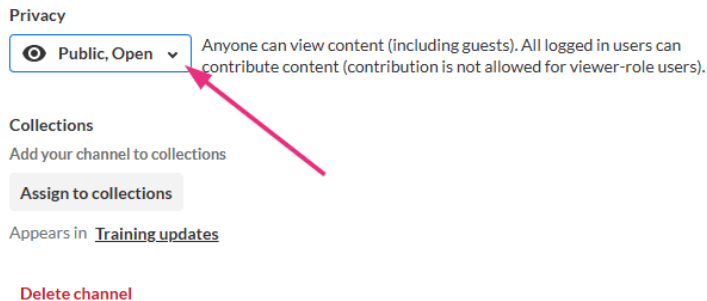 Privacy
Public, Open
Anyone can view content (including guests). All logged in users can
contribute content (contribution is not allowed for viewer-role users).
Collections
Add your channel to collections
Assign to collections
Appears in Training updates
Delete channel